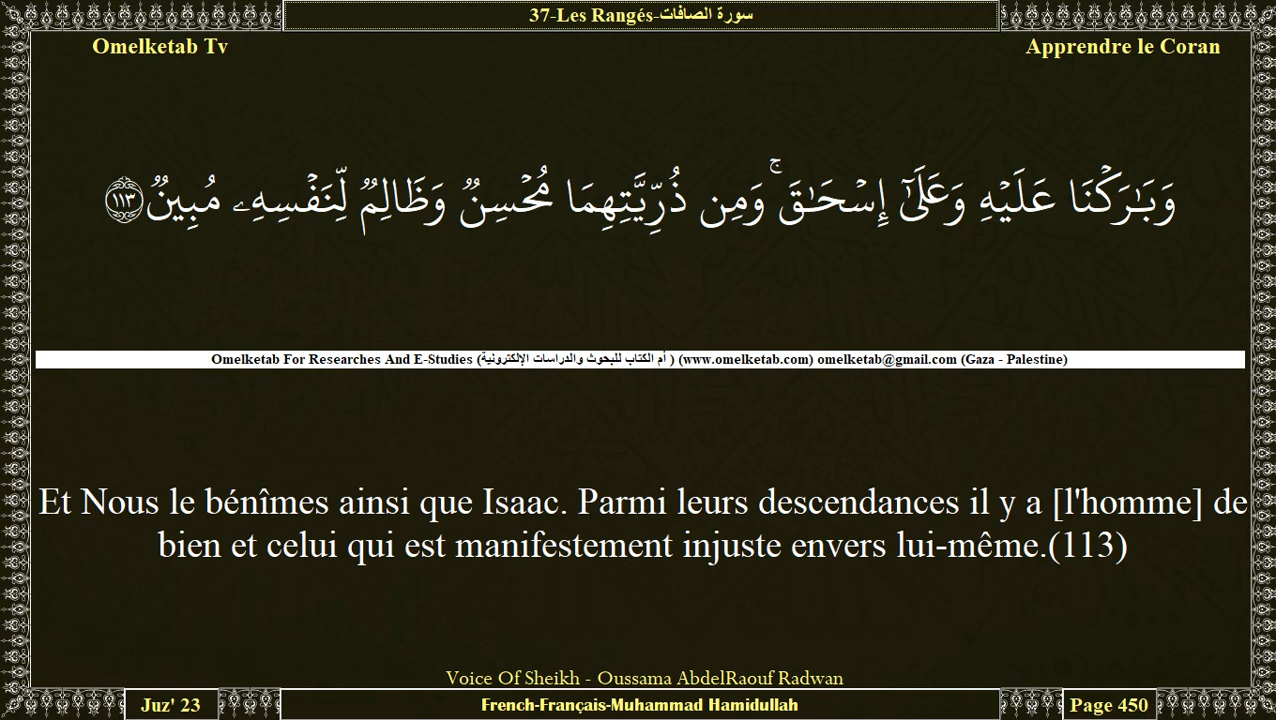 37-Les Rangés-سورة الصافات
Omelketab Tv
Apprendre le Coran
وَبَٰرَكۡنَا عَلَيۡهِ وَعَلَىٰٓ إِسۡحَٰقَۚ وَمِن ذُرِّيَّتِهِمَا مُحۡسِنٞ وَظَالِمٞ لِّنَفۡسِهِۦ مُبِينٞ ١١٣
Omelketab For Researches And E-Studies (أم الكتاب للبحوث والدراسات الإلكترونية ) (www.omelketab.com) omelketab@gmail.com (Gaza - Palestine)
Et Nous le bénîmes ainsi que Isaac. Parmi leurs descendances il y a [l'homme] de
bien et celui qui est manifestement injuste envers lui-même.(113)
Voice Of Sheikh - Oussama AbdelRaouf Radwan
Juz' 23
French-Français-Muhammad Hamidullah
Page 450